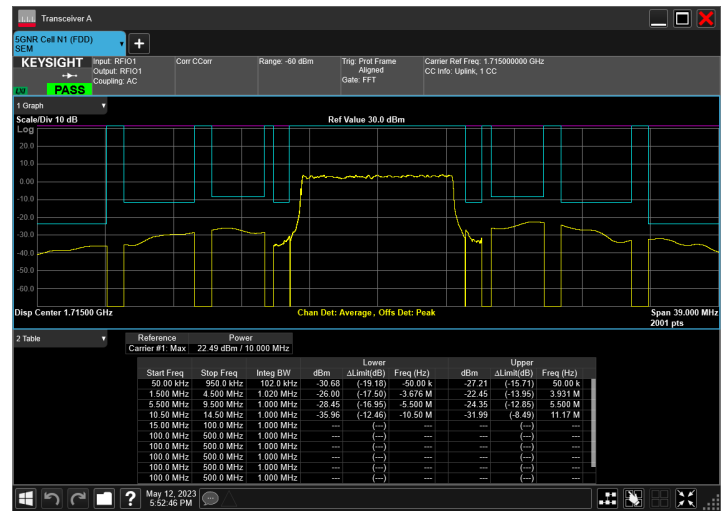 Transceiver A
5GNR Cell N1 (FDD)
SEM
KEYSIGHT
LXI
PASS
Input: RFIO1
Output: RFIO1
Coupling: AC
Corr CCorr
Range: -60 dBm
Trig: Prot Frame
Aligned
Gate: FFT
Carrier Ref Freq: 1.715000000 GHz
CC Info: Uplink, 1 CC
1 Graph
Scale/Div 10 dB
Ref Value 30.0 dBm
Log
20.0
10.0
0.00
-10.0
-20.0
-30.0
-40.0
-50.0
-60.0
Disp Center 1.71500 GHz
Chan Det: Average, Offs Det: Peak
Span 39.000 MHz
2001 pts
2 Table
Reference Power
Carrier #1: Max 22.49 dBm / 10.000 MHz
Lower Upper
Start Freq Stop Freq Integ BW dBm ΔLimit(dB) Freq (Hz) dBm ΔLimit(dB) Freq (Hz)
50.00 kHz 950.0 kHz 102.0 kHz -30.68 (-19.18) -50.00 k -27.21 (-15.71) 50.00 k
1.500 MHz 4.500 MHz 1.020 MHz -26.00 (-17.50) -3.676 M -22.45 (-13.95) 3.931 M
5.500 MHz 9.500 MHz 1.000 MHz -28.45 (-16.95) -5.500 M -24.35 (-12.85) 5.500 M
10.50 MHz 14.50 MHz 1.000 MHz -35.96 (-12.46) -10.50 M -31.99 (-8.49) 11.17 M
15.00 MHz 100.0 MHz 1.000 MHz --- (---) --- --- (---) ---
100.0 MHz 500.0 MHz 1.000 MHz --- (---) --- --- (---) ---
100.0 MHz 500.0 MHz 1.000 MHz --- (---) --- --- (---) ---
100.0 MHz 500.0 MHz 1.000 MHz --- (---) --- --- (---) ---
100.0 MHz 500.0 MHz 1.000 MHz --- (---) --- --- (---) ---
100.0 MHz 500.0 MHz 1.000 MHz --- (---) --- --- (---) ---
May 12, 2023
5:52:46 PM